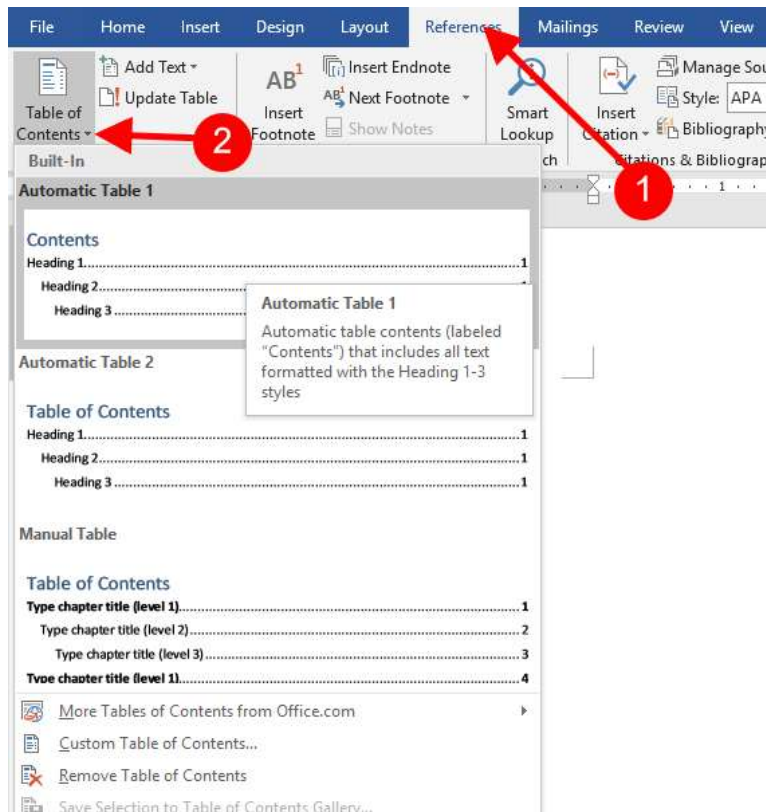 File Home Insert Design Layout References Mailings Review View
Add Text
Update Table
Table of
Contents
AB1
Insert
Footnote
Insert Endnote
AB1 Next Footnote
Show Notes
Smart
Lookup
Insert
Citation
Manage Sou
Style: APA
Bibliography
ch
Citations & Bibliograp
2
1
1
Built-In
Automatic Table 1
Contents
Heading 1..........1
Heading 2..........
Heading 3..........
Automatic Table 1
Automatic table contents (labeled
"Contents") that includes all text
formatted with the Heading 1-3
styles
Automatic Table 2
Table of Contents
Heading 1..........1
Heading 2..........1
Heading 3..........1
Manual Table
Table of Contents
Type chapter title (level 1)..........1
Type chapter title (level 2)..........2
Type chapter title (level 3)..........3
Type chapter title (level 1)..........4
More Tables of Contents from Office.com
Custom Table of Contents...
Remove Table of Contents
Save Selection to Table of Contents Gallery...